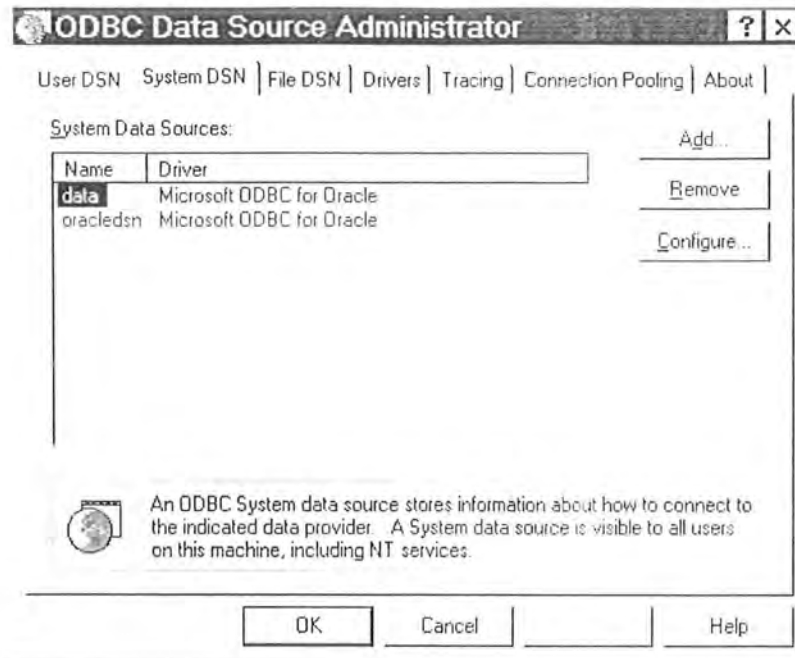 ODBC Data Source Administrator ? ×
User DSN System DSN File DSN Drivers Tracing Connection Pooling About
System Data Sources:
Name Driver
data Microsoft ODBC for Oracle
oracledsn Microsoft ODBC for Oracle
Add...
Remove
Configure...
An ODBC System data source stores information about how to connect to
the indicated data provider. A System data source is visible to all users
on this machine, including NT services.
OK Cancel Help